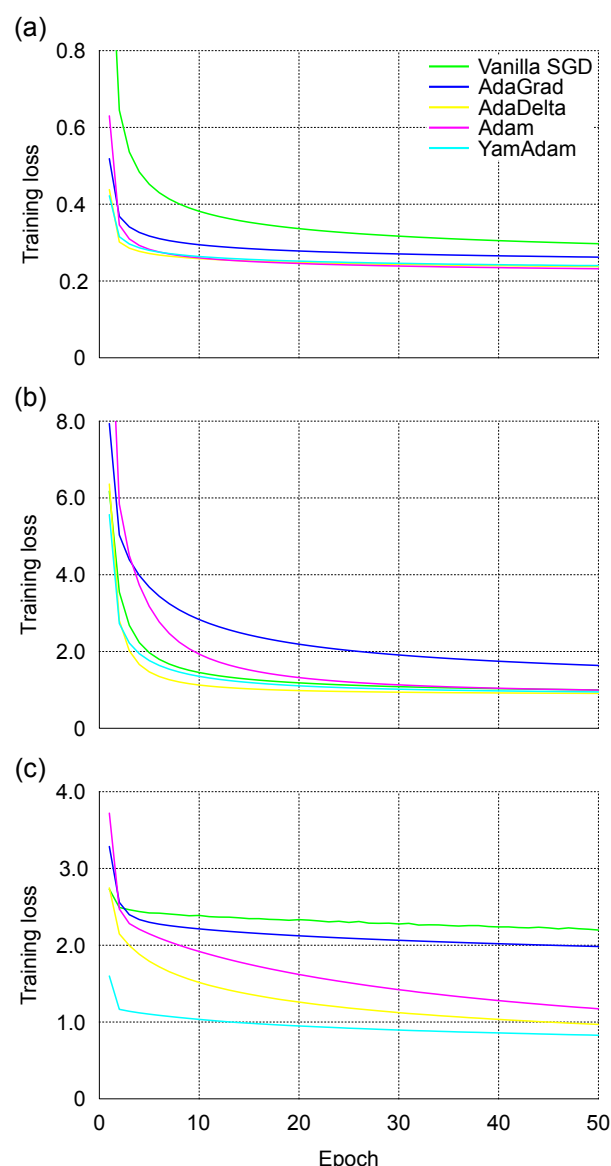 (a)
0.8
0.6
0.4
0.2
0
Training loss
Vanilla SGD
AdaGrad
AdaDelta
Adam
YamAdam
(b)
8.0
6.0
4.0
2.0
0
Training loss
(c)
4.0
3.0
2.0
1.0
0
Training loss
0 10 20 30 40 50
Epoch